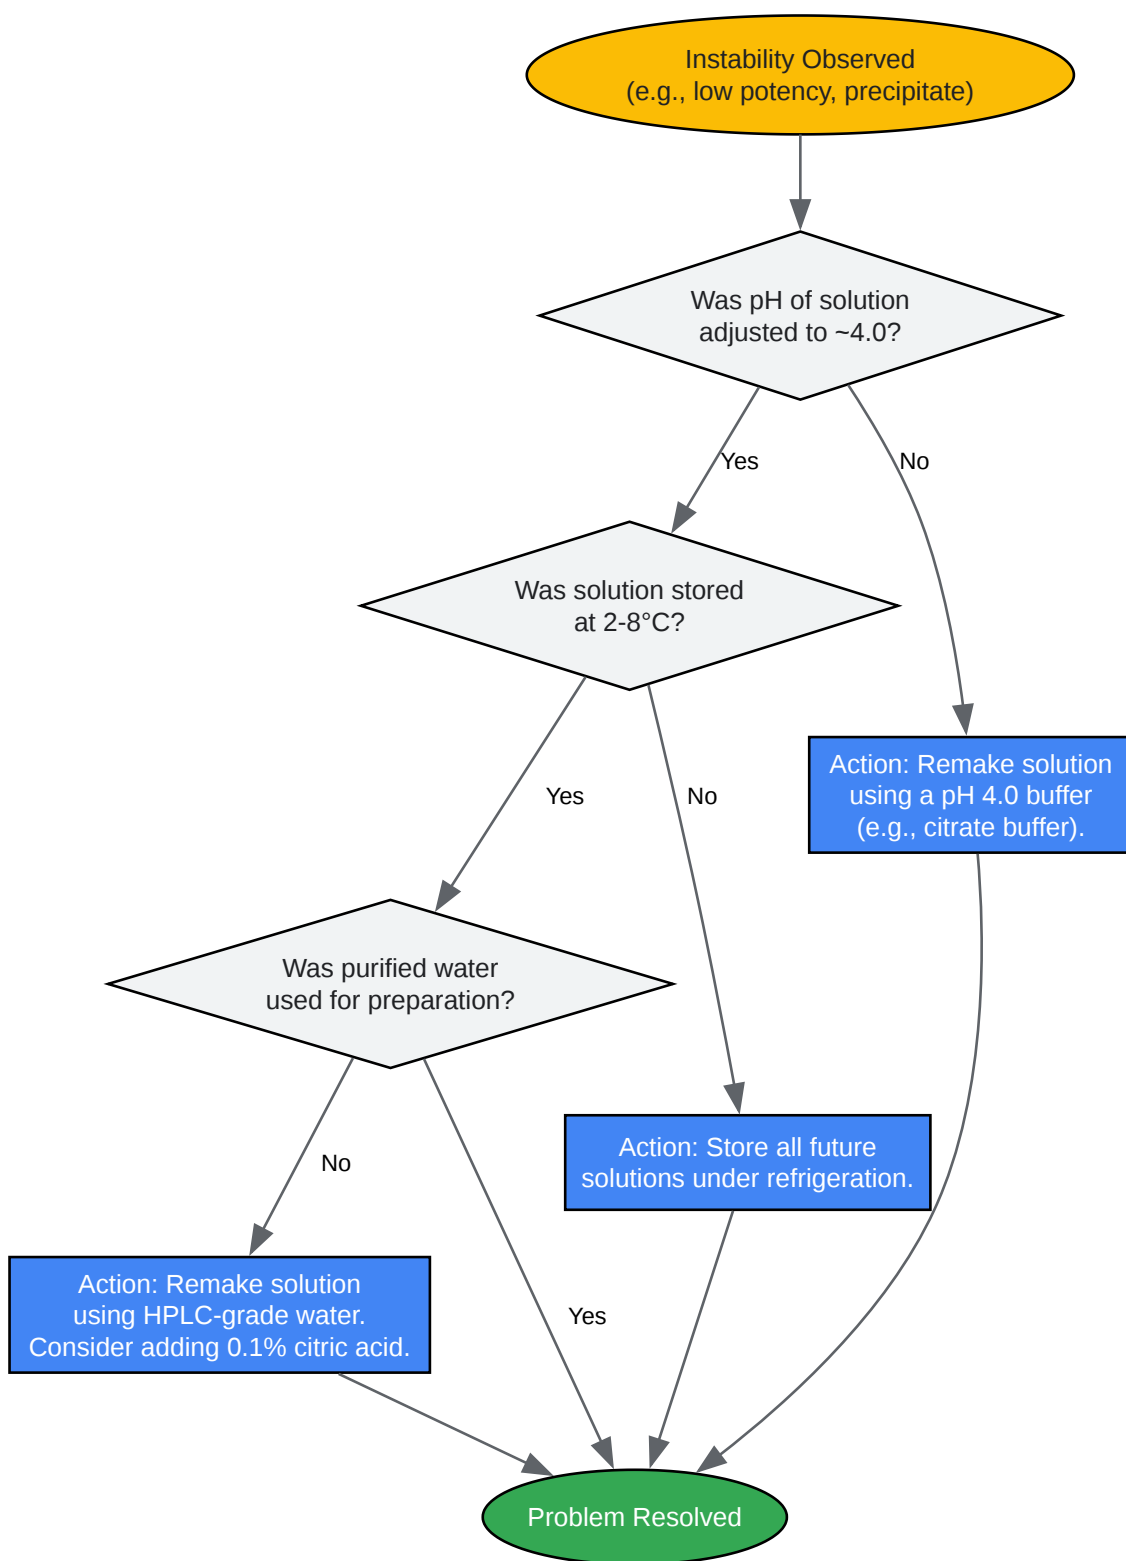 Instability Observed
(e.g., low potency, precipitate)
Was pH of solution
adjusted to ~4.0?
Yes
No
Was solution stored
at 2-8°C?
Action: Remake solution
using a pH 4.0 buffer
(e.g., citrate buffer).
Yes
No
Was purified water
used for preparation?
Action: Store all future
solutions under refrigeration.
No
Action: Remake solution
using HPLC-grade water.
Consider adding 0.1% citric acid.
Yes
Problem Resolved